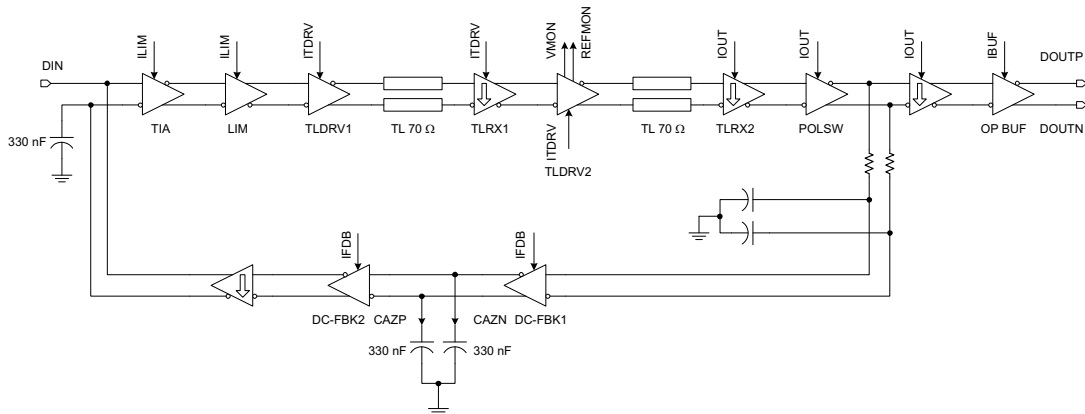 ILIM
ILIM
ITDRV
ITDRV
VMON
REFMON
IOUT
IOUT
IBUF
DIN
DOUTP
TIA
LIM
TLDRV1
TL 70 Ω
TLRX1
ITDRV
TLDRV2
TL 70 Ω
TLRX2
POLSW
OP BUF
DOUTN
330 nF
IFDB
IFDB
DC-FBK2
CAZP
CAZN
DC-FBK1
330 nF
330 nF